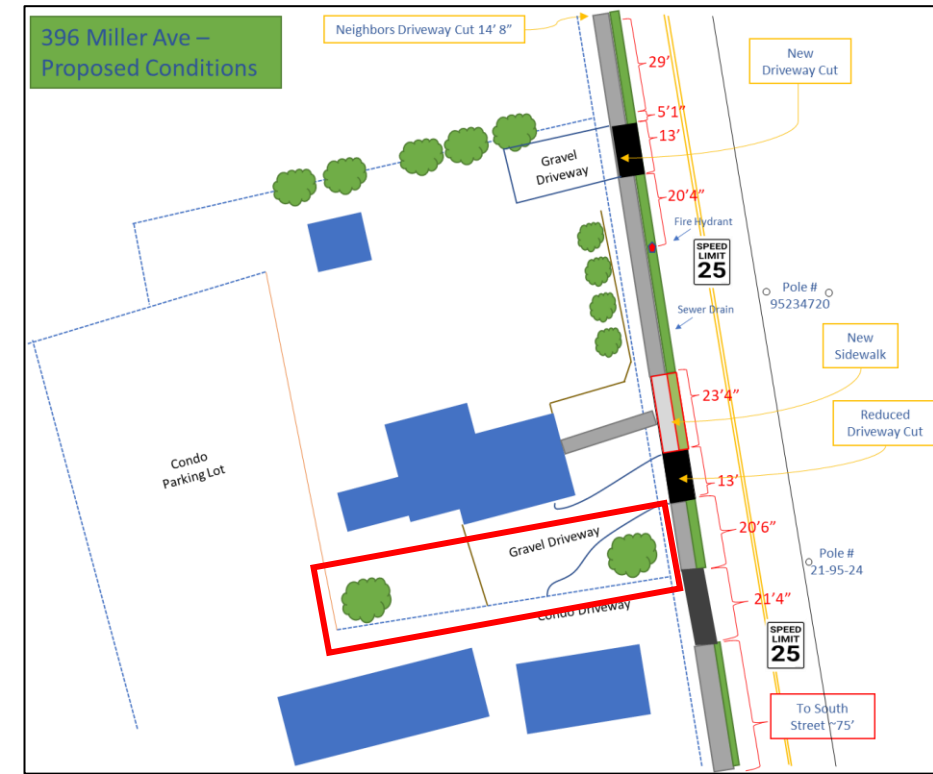 396 Miller Ave –
Proposed Conditions
Neighbors Driveway Cut 14’ 8”
29’
New
Driveway Cut
5’1”
13’
Gravel
Driveway
20’4”
Fire Hydrant
SPEED
LIMIT
25
Pole #
95234720
Sewer Drain
New
Sidewalk
23’4”
Reduced
Driveway Cut
Condo
Parking Lot
13’
20’6”
Gravel Driveway
Pole #
21-95-24
21’4”
Condo Driveway
SPEED
LIMIT
25
To South
Street ~75’